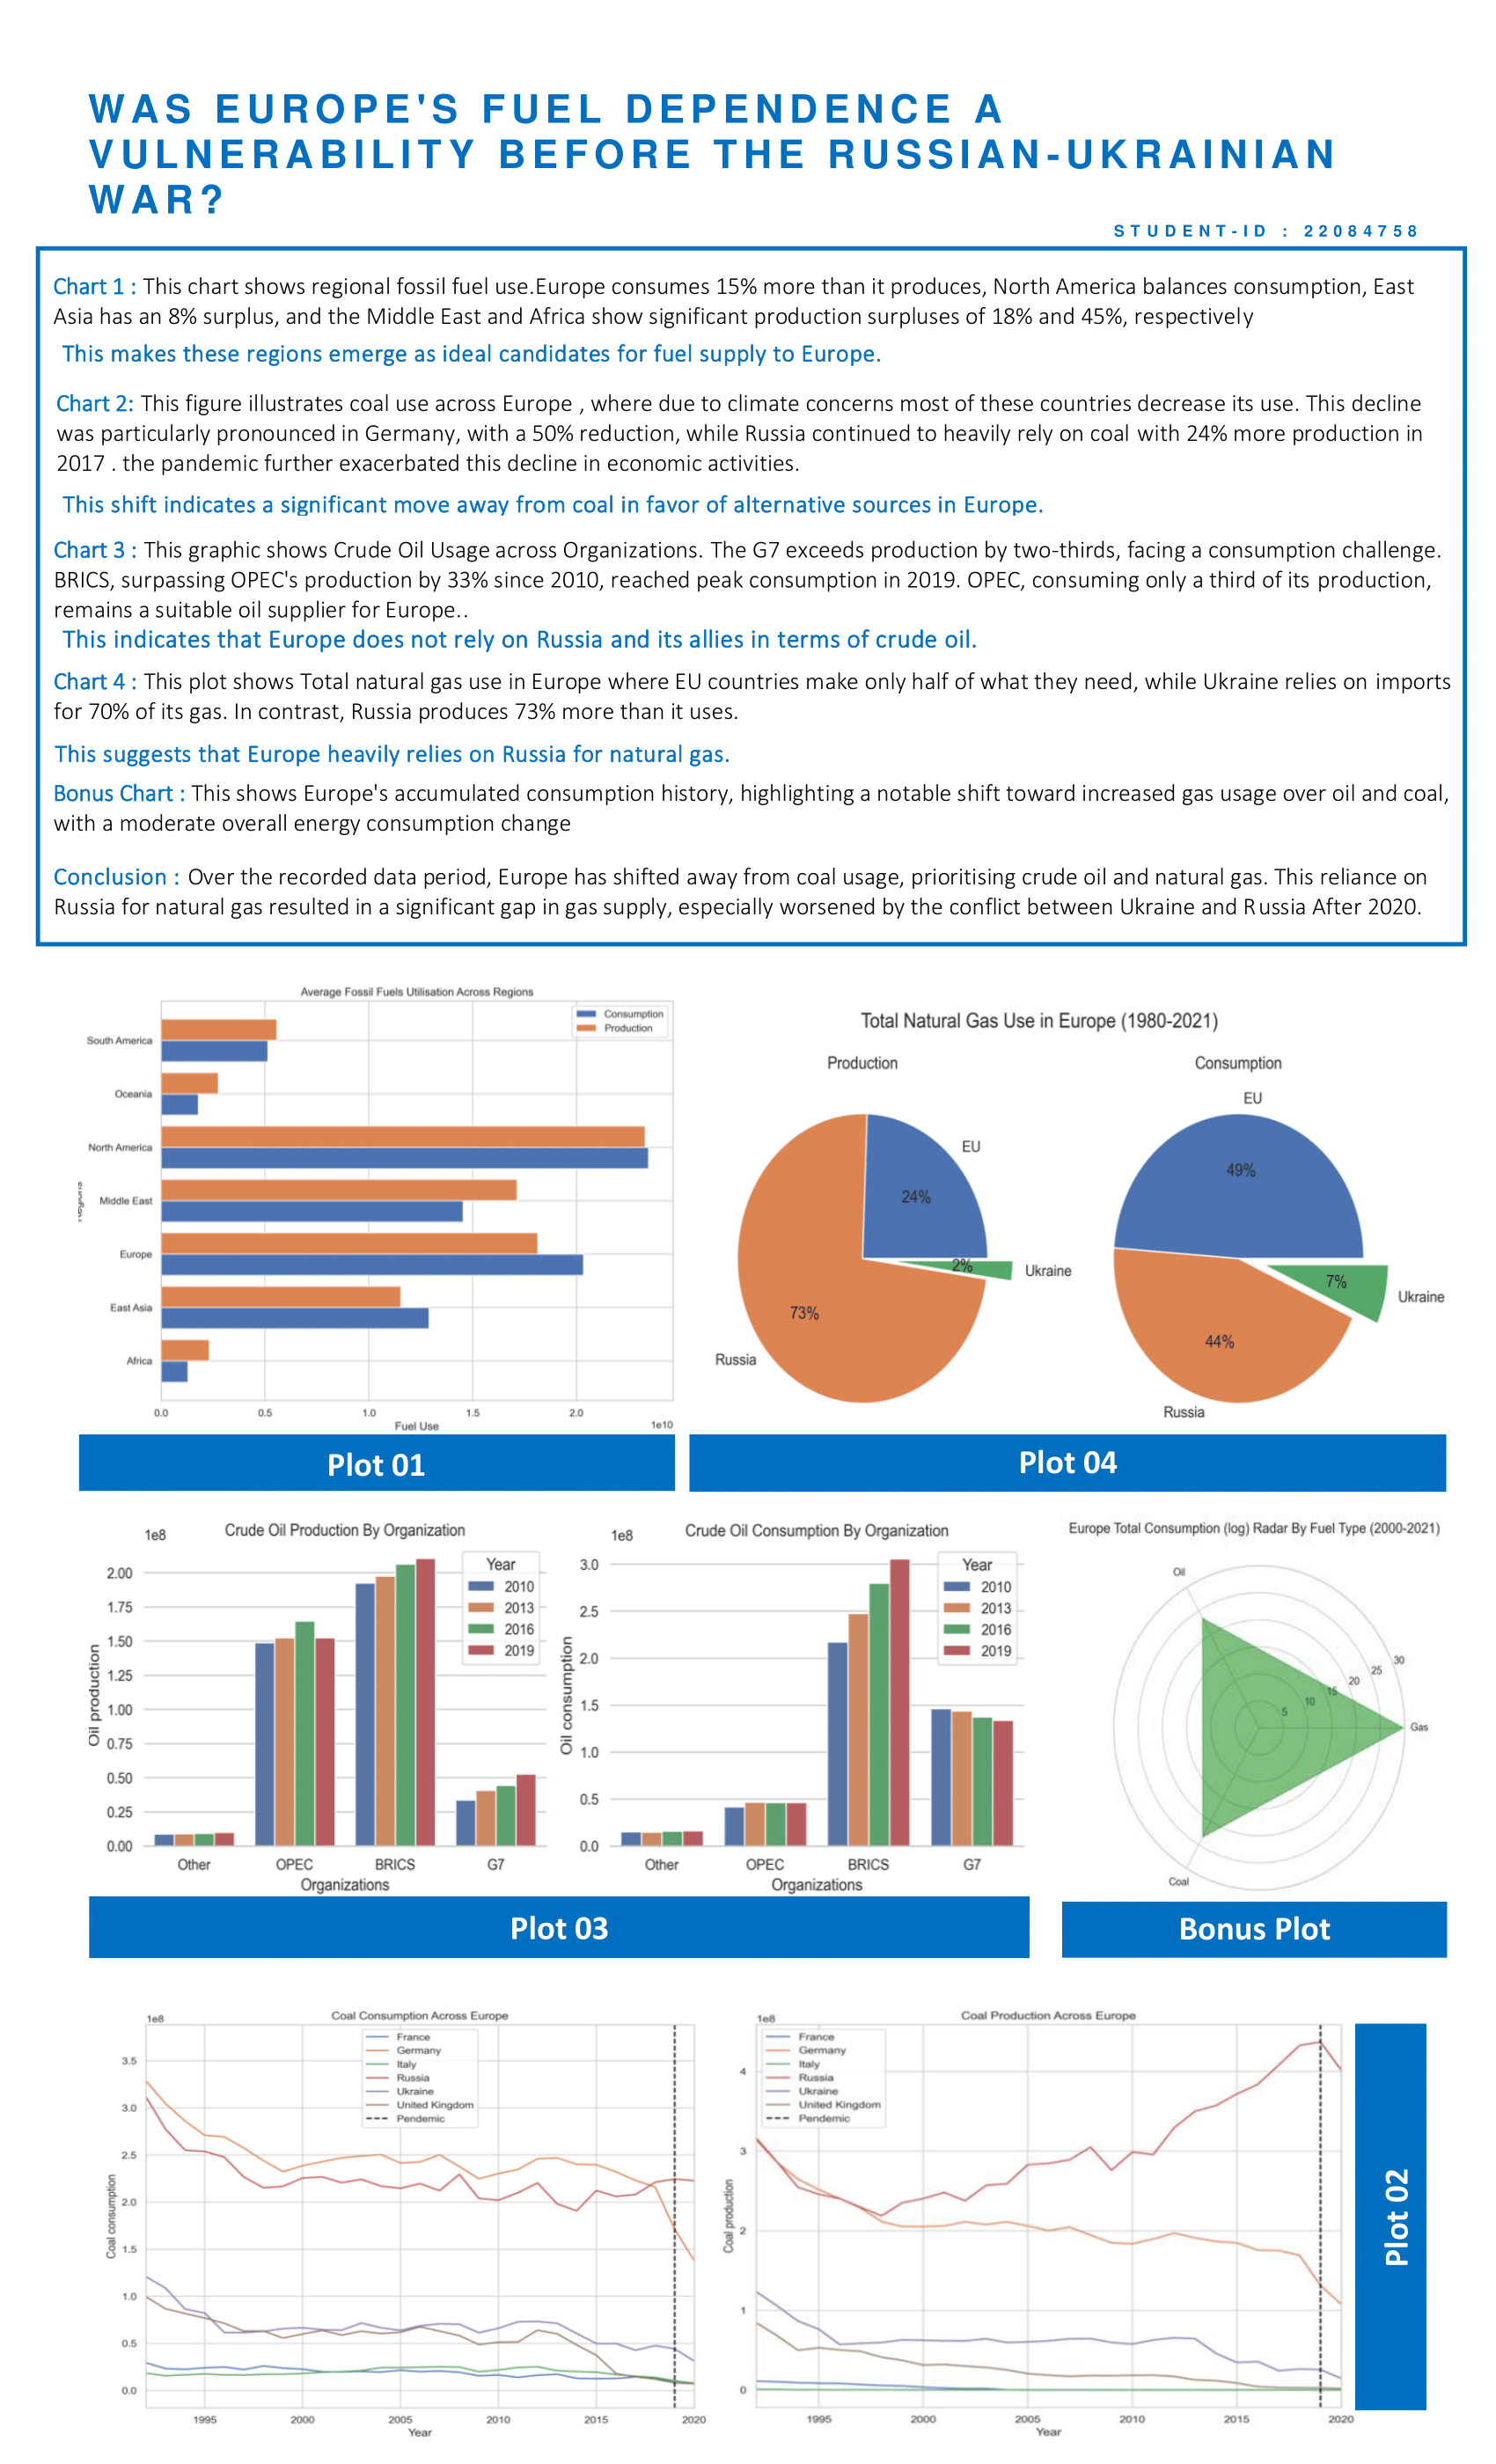 WAS EUROPE'S FUEL DEPENDENCE A
VULNERABILITY BEFORE THE RUSSIAN-UKRAINIAN
WAR?
STUDENT-ID : 22084758
Chart 1 : This chart shows regional fossil fuel use.Europe consumes 15% more than it produces, North America balances consumption, East
Asia has an 8% surplus, and the Middle East and Africa show significant production surpluses of 18% and 45%, respectively
This makes these regions emerge as ideal candidates for fuel supply to Europe.
Chart 2: This figure illustrates coal use across Europe , where due to climate concerns most of these countries decrease its use. This decline
was particularly pronounced in Germany, with a 50% reduction, while Russia continued to heavily rely on coal with 24% more production in
2017 . the pandemic further exacerbated this decline in economic activities.
This shift indicates a significant move away from coal in favor of alternative sources in Europe.
Chart 3 : This graphic shows Crude Oil Usage across Organizations. The G7 exceeds production by two-thirds, facing a consumption challenge.
BRICS, surpassing OPEC's production by 33% since 2010, reached peak consumption in 2019. OPEC, consuming only a third of its production,
remains a suitable oil supplier for Europe..
This indicates that Europe does not rely on Russia and its allies in terms of crude oil.
Chart 4 : This plot shows Total natural gas use in Europe where EU countries make only half of what they need, while Ukraine relies on imports
for 70% of its gas. In contrast, Russia produces 73% more than it uses.
This suggests that Europe heavily relies on Russia for natural gas.
Bonus Chart : This shows Europe's accumulated consumption history, highlighting a notable shift toward increased gas usage over oil and coal,
with a moderate overall energy consumption change
Conclusion : Over the recorded data period, Europe has shifted away from coal usage, prioritising crude oil and natural gas. This reliance on
Russia for natural gas resulted in a significant gap in gas supply, especially worsened by the conflict between Ukraine and Russia After 2020.
Average Fossil Fuels Utilisation Across Regions
Consumption
Production
South America
Oceania
North America
Middle East
Europe
East Asia
Africa
0.0 0.5 1.0 1.5 2.0
1e10
Fuel Use
Plot 01
Total Natural Gas Use in Europe (1980-2021)
Production
EU
24%
2%
Ukraine
73%
Russia
Consumption
EU
49%
7%
Ukraine
44%
Russia
Plot 04
1e8
Crude Oil Production By Organization
Year
2010
2013
2016
2019
Oil production
2.00
1.75
1.50
1.25
1.00
0.75
0.50
0.25
0.00
Other OPEC BRICS G7
Organizations
1e8
Crude Oil Consumption By Organization
Year
2010
2013
2016
2019
Oil consumption
3.0
2.5
2.0
1.5
1.0
0.5
0.0
Other OPEC BRICS G7
Organizations
Plot 03
Europe Total Consumption (log) Radar By Fuel Type (2000-2021)
Oil
30
25
20
15
10
5
Gas
Coal
Bonus Plot
1e8
Coal Consumption Across Europe
France
Germany
Italy
Russia
Ukraine
United Kingdom
Pendemic
Coal consumption
3.5
3.0
2.5
2.0
1.5
1.0
0.5
0.0
1995 2000 2005 2010 2015 2020
Year
1e8
Coal Production Across Europe
France
Germany
Italy
Russia
Ukraine
United Kingdom
Pendemic
Coal production
4
3
2
1
0
1995 2000 2005 2010 2015 2020
Year
Plot 02